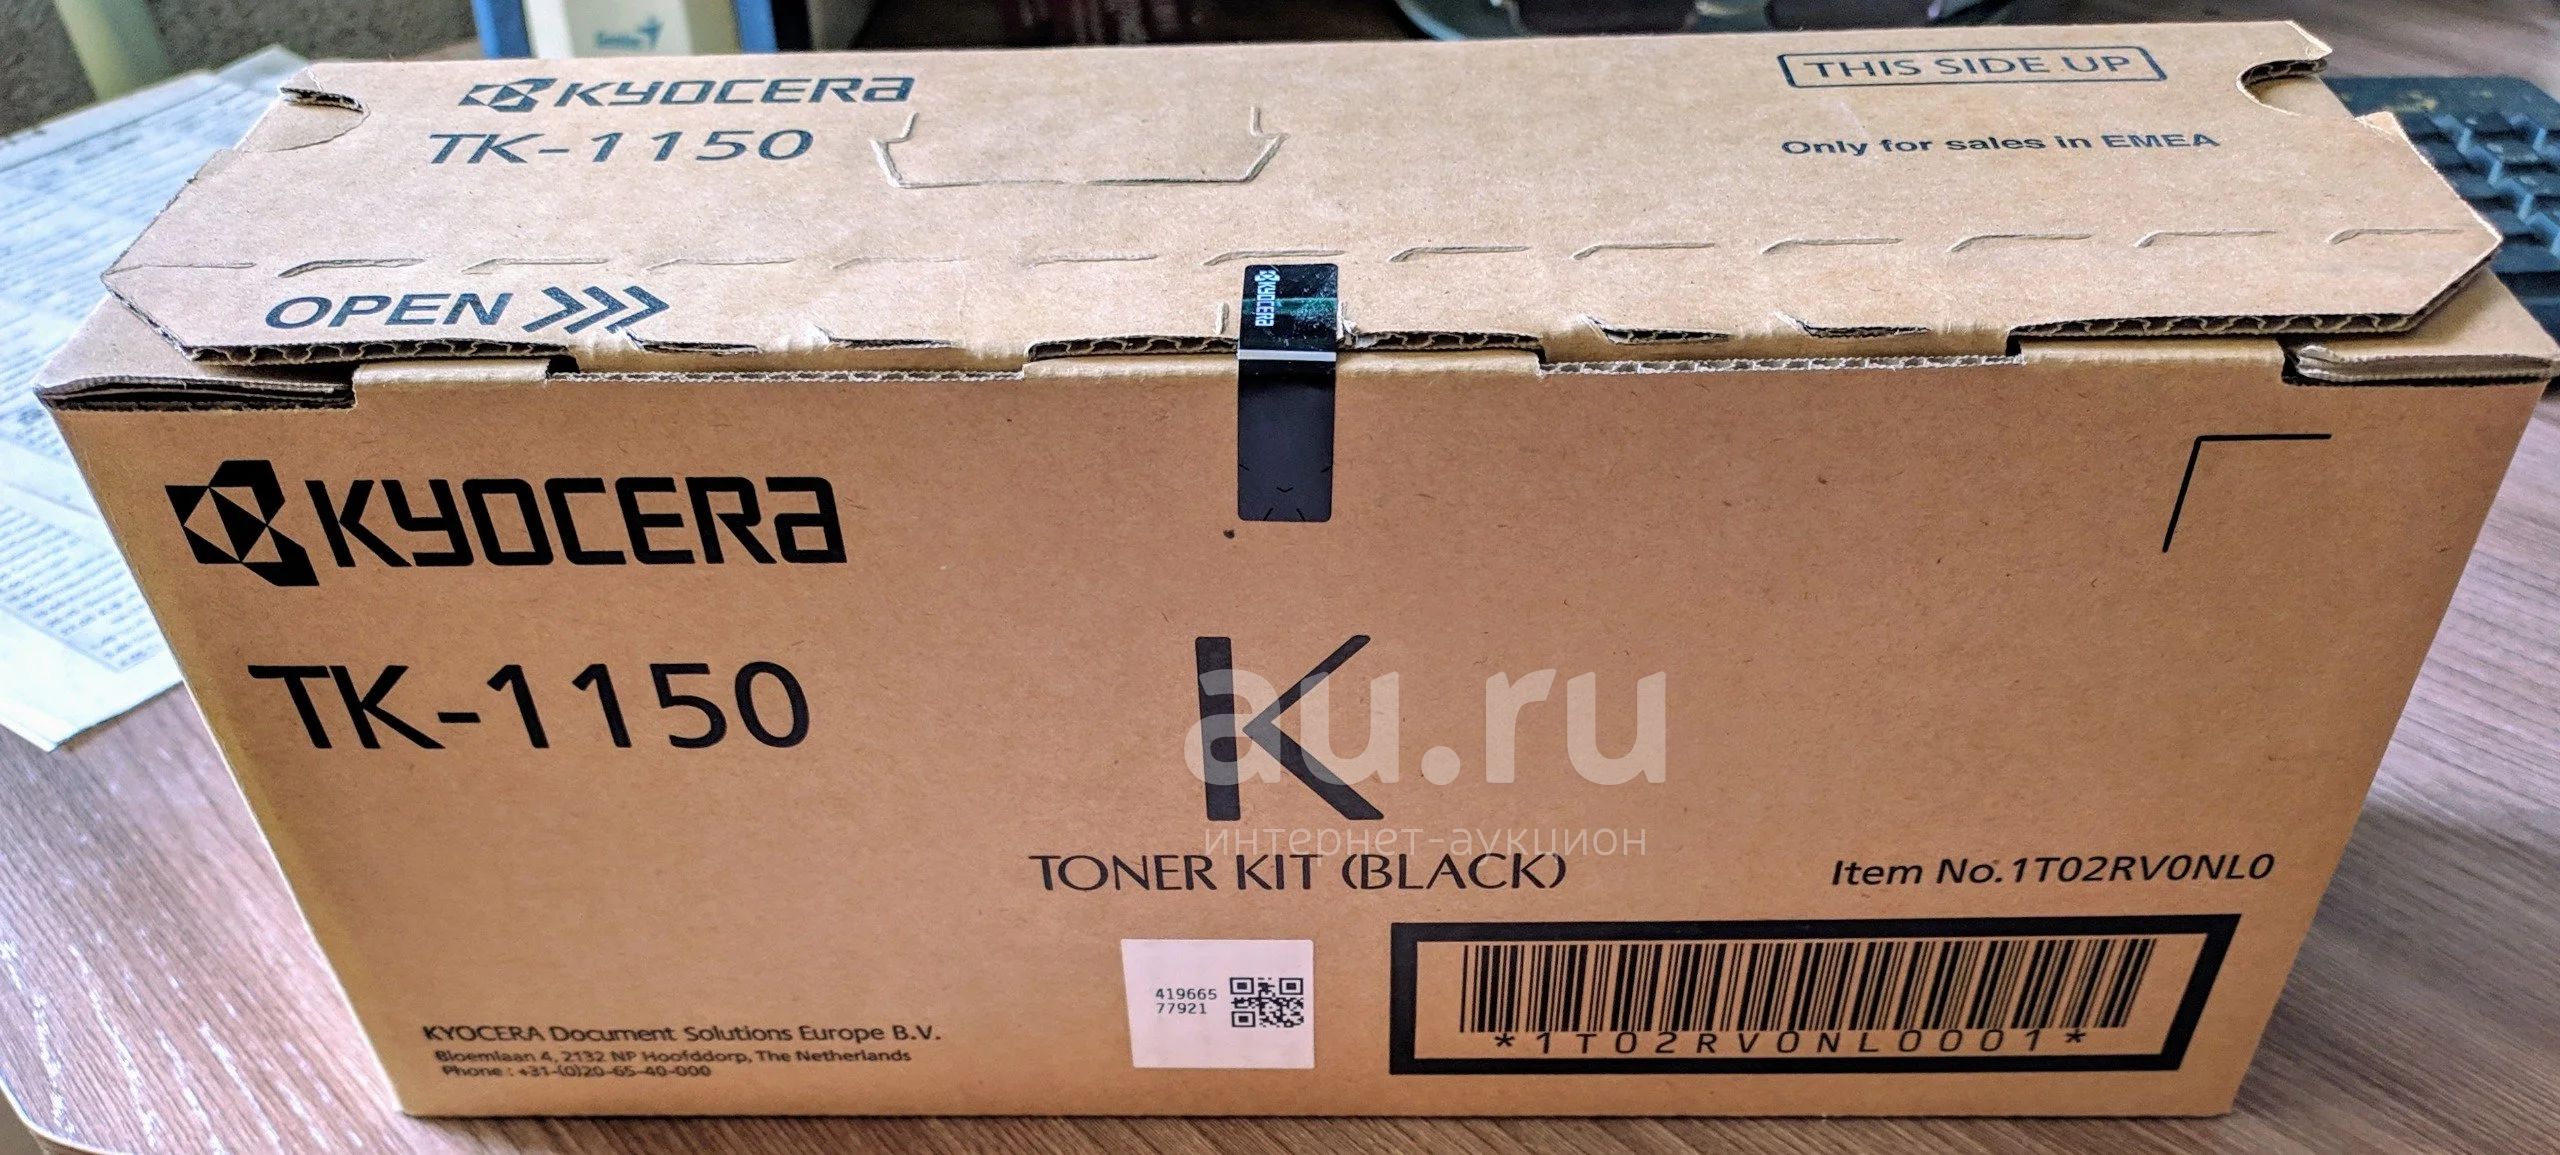 KYOCERA
TK-1150
THIS SIDE UP
Only for sales in EMEA
OPEN
KYOCERA
KYOCERA
TK-1150
K
au.ru
интернет-аукцион
TONER KIT (BLACK)
Item No.1T02RV0NL0
419665
77921
*1T02RV0NL0001*
KYOCERA Document Solutions Europe B.V.
Bloemlaan 4, 2132 NP Hoofddorp, The Netherlands
Phone : +31-(0)20-65-40-000